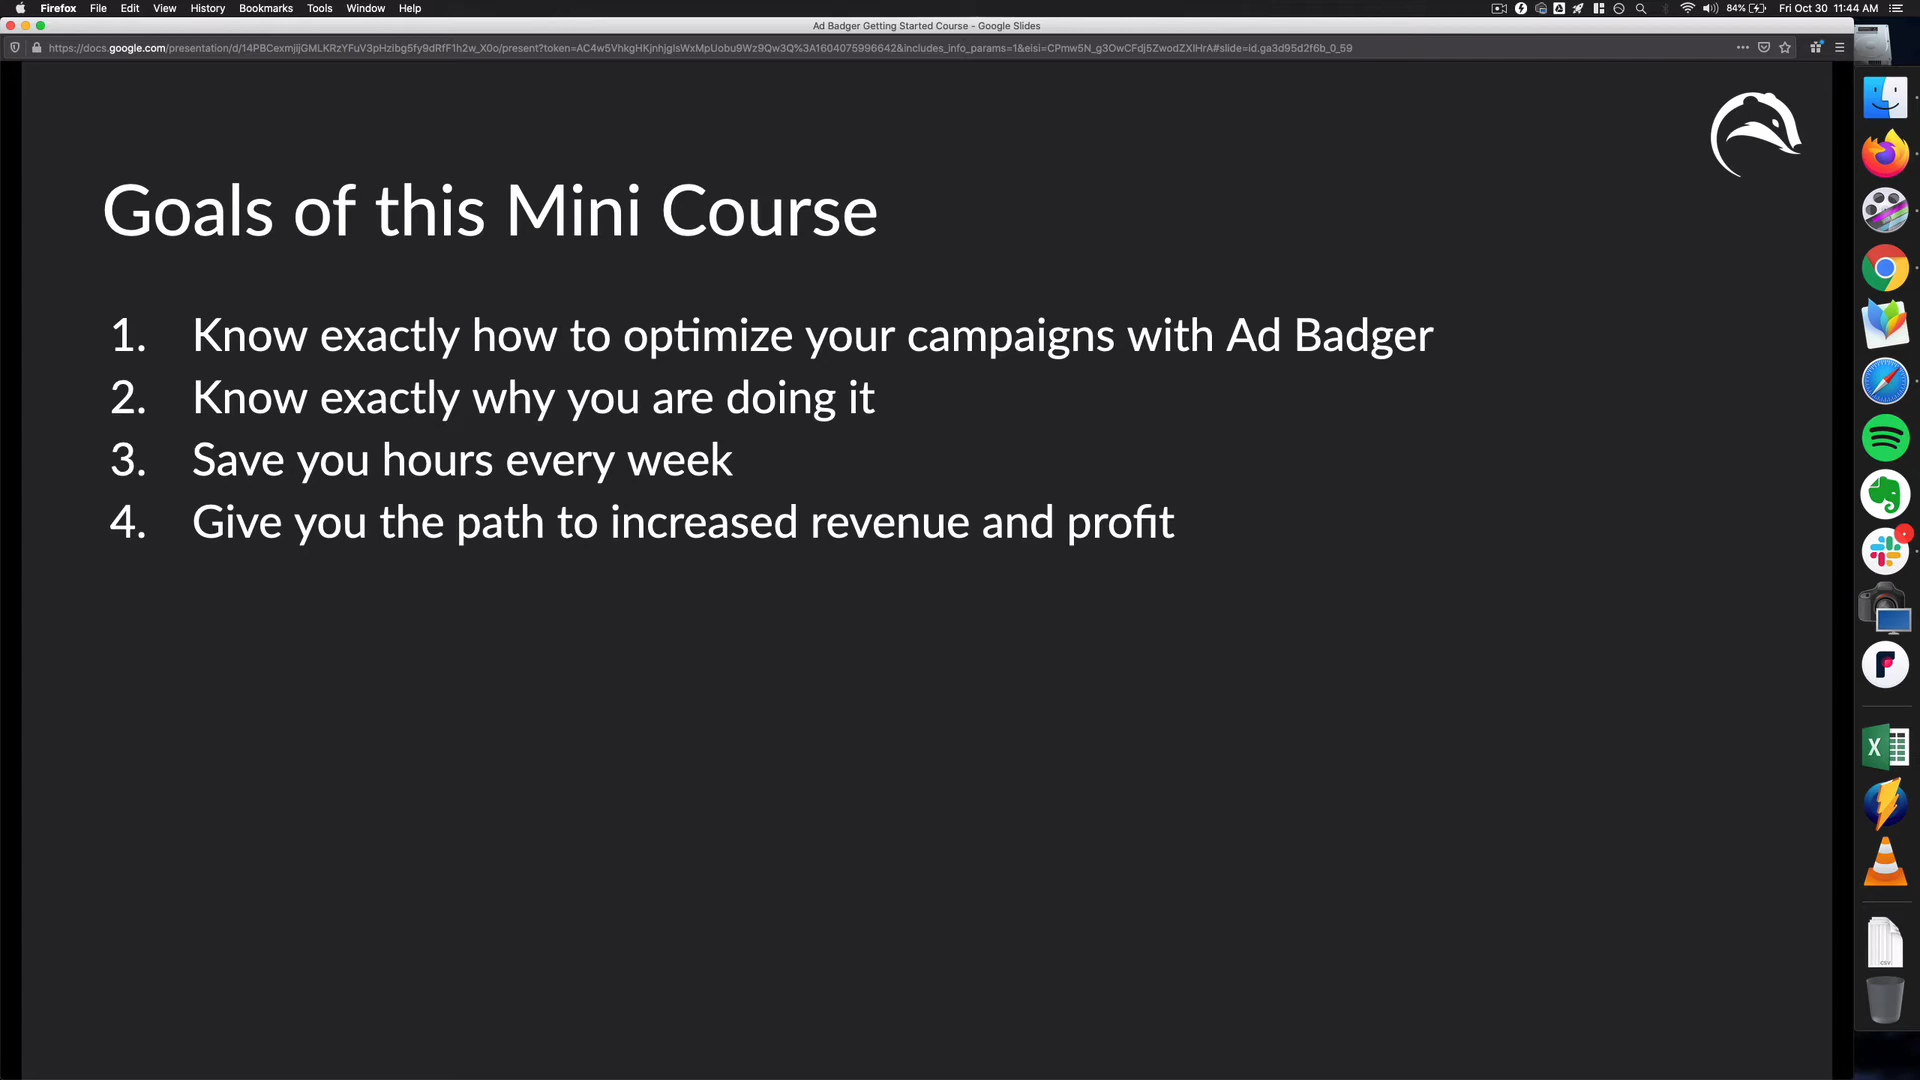 Firefox File Edit View History Bookmarks Tools Window Help
84% Fri Oct 30 11:44 AM
Ad Badger Getting Started Course - Google Slides
Goals of this Mini Course
1. Know exactly how to optimize your campaigns with Ad Badger
2. Know exactly why you are doing it
3. Save you hours every week
4. Give you the path to increased revenue and profit